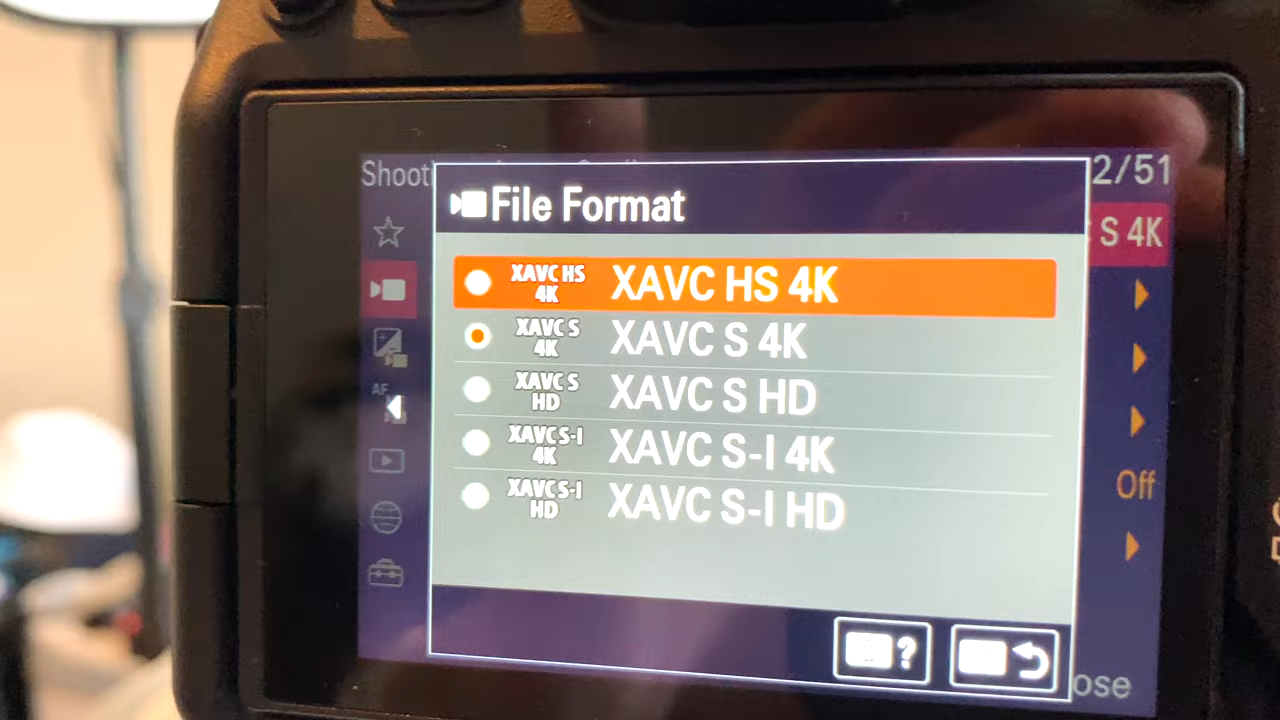 Shoot
2/51
File Format
S 4K
XAVC HS
4K
XAVC HS 4K
XAVC S
4K
XAVC S 4K
XAVC S
HD
XAVC S HD
AF
XAVC S-I
4K
XAVC S-I 4K
XAVC S-I
HD
XAVC S-I HD
Off
?
ose